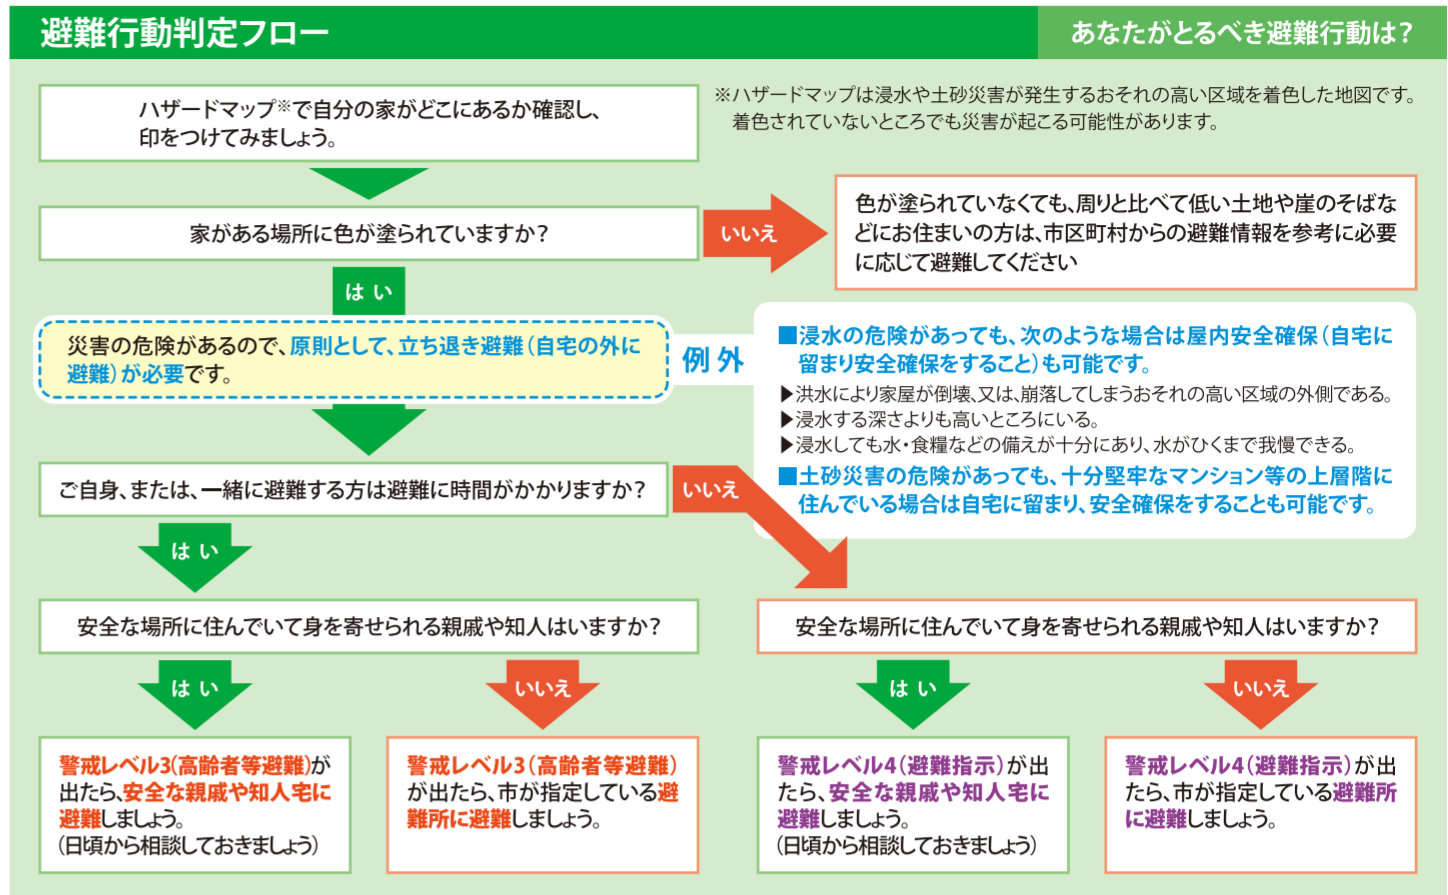 避難行動判定フロー
あなたがとるべき避難行動は？
ハザードマップ※で自分の家がどこにあるか確認し、
印をつけてみましょう。
※ハザードマップは浸水や土砂災害が発生するおそれの高い区域を着色した地図です。
着色されていないところでも災害が起こる可能性があります。
家がある場所に色が塗られていますか？
いいえ
色が塗られていなくても、周りと比べて低い土地や崖のそばな
どにお住まいの方は、市区町村からの避難情報を参考に必要
に応じて避難してください
はい
災害の危険があるので、原則として、立ち退き避難（自宅の外に
避難）が必要です。
例外
■浸水の危険があっても、次のような場合は屋内安全確保（自宅に
留まり安全確保をすること）も可能です。
▶洪水により家屋が倒壊、又は、崩落してしまうおそれの高い区域の外側である。
▶浸水する深さよりも高いところにいる。
▶浸水しても水・食糧などの備えが十分にあり、水がひくまで我慢できる。
■土砂災害の危険があっても、十分堅牢なマンション等の上層階に
住んでいる場合は自宅に留まり、安全確保をすることも可能です。
ご自身、または、一緒に避難する方は避難に時間がかかりますか？
いいえ
はい
安全な場所に住んでいて身を寄せられる親戚や知人はいますか？
安全な場所に住んでいて身を寄せられる親戚や知人はいますか？
はい
いいえ
はい
いいえ
警戒レベル3（高齢者等避難）が
出たら、安全な親戚や知人宅に
避難しましょう。
（日頃から相談しておきましょう）
警戒レベル3（高齢者等避難）
が出たら、市が指定している避
難所に避難しましょう。
警戒レベル4（避難指示）が出
たら、安全な親戚や知人宅に
避難しましょう。
（日頃から相談しておきましょう）
警戒レベル4（避難指示）が出
たら、市が指定している避難所
に避難しましょう。